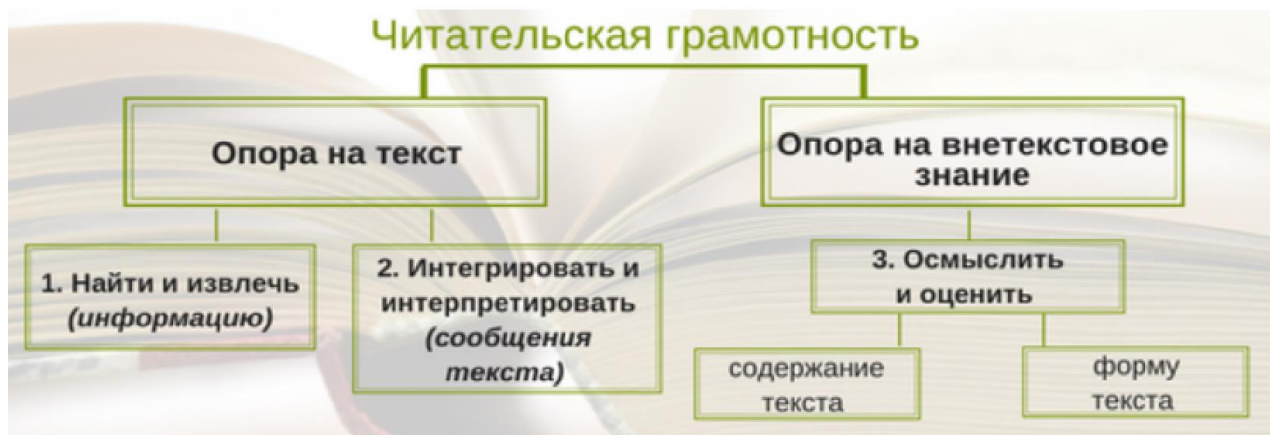 Читательская грамотность
Опора на текст
Опора на внетекстовое
знание
1. Найти и извлечь
(информацию)
2. Интегрировать и
интерпретировать
(сообщения
текста)
3. Осмыслить
и оценить
содержание
текста
форму
текста